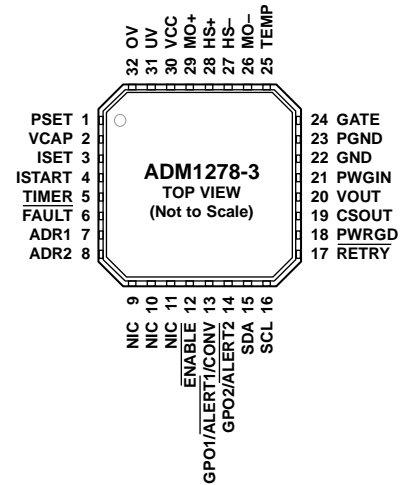 32 OV
31 UV
30 VCC
29 MO+
28 HS+
27 HS–
26 MO–
25 TEMP
PSET 1
VCAP 2
ISET 3
ISTART 4
TIMER 5
FAULT 6
ADR1 7
ADR2 8
ADM1278-3
TOP VIEW
(Not to Scale)
24 GATE
23 PGND
22 GND
21 PWGIN
20 VOUT
19 CSOUT
18 PWRGD
17 RETRY
NIC 9
NIC 10
NIC 11
ENABLE 12
GPO1/ALERT1/CONV 13
GPO2/ALERT2 14
SDA 15
SCL 16